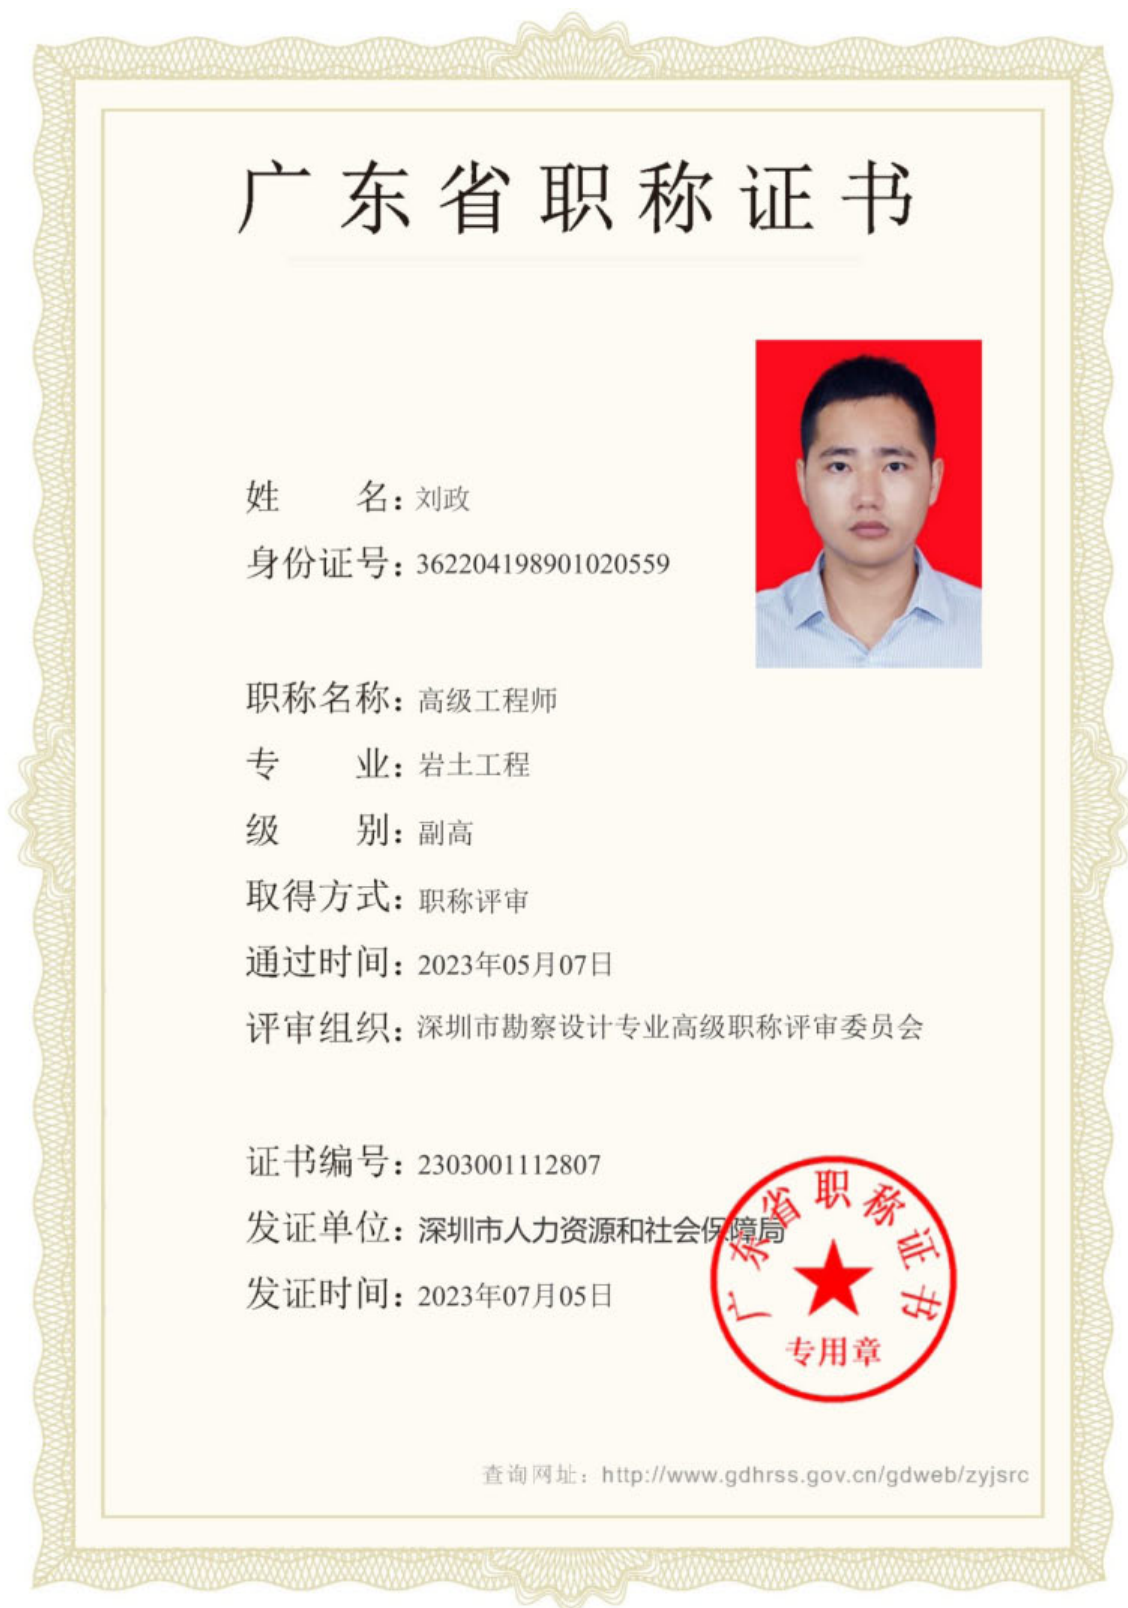 广东省职称证书
姓 名：刘政
身份证号：362204198901020559
职称名称：高级工程师
专 业：岩土工程
级 别：副高
取得方式：职称评审
通过时间：2023年05月07日
评审组织：深圳市勘察设计专业高级职称评审委员会
证书编号：2303001112807
发证单位：深圳市人力资源和社会保障局
发证时间：2023年07月05日
广东省职称证书
专用章
查询网址：http://www.gdhrss.gov.cn/gdweb/zyjsrc